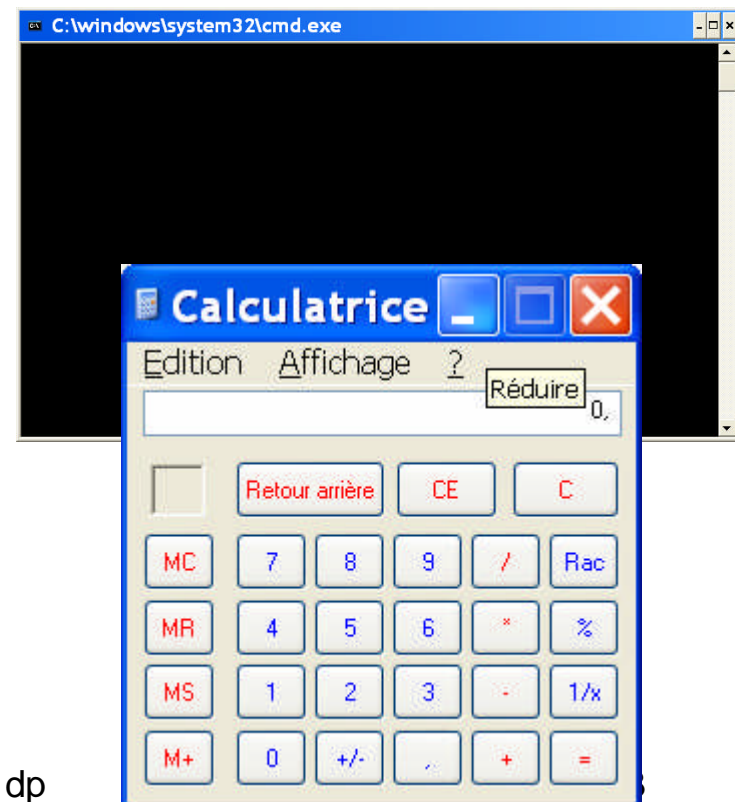 C:\windows\system32\cmd.exe
Calculatrice
Edition Affichage ?
Réduire
0,
Retour arrière CE C
MC 7 8 9 / Rac
MR 4 5 6 * %
MS 1 2 3 - 1/x
M+ 0 +/- , + =
dp